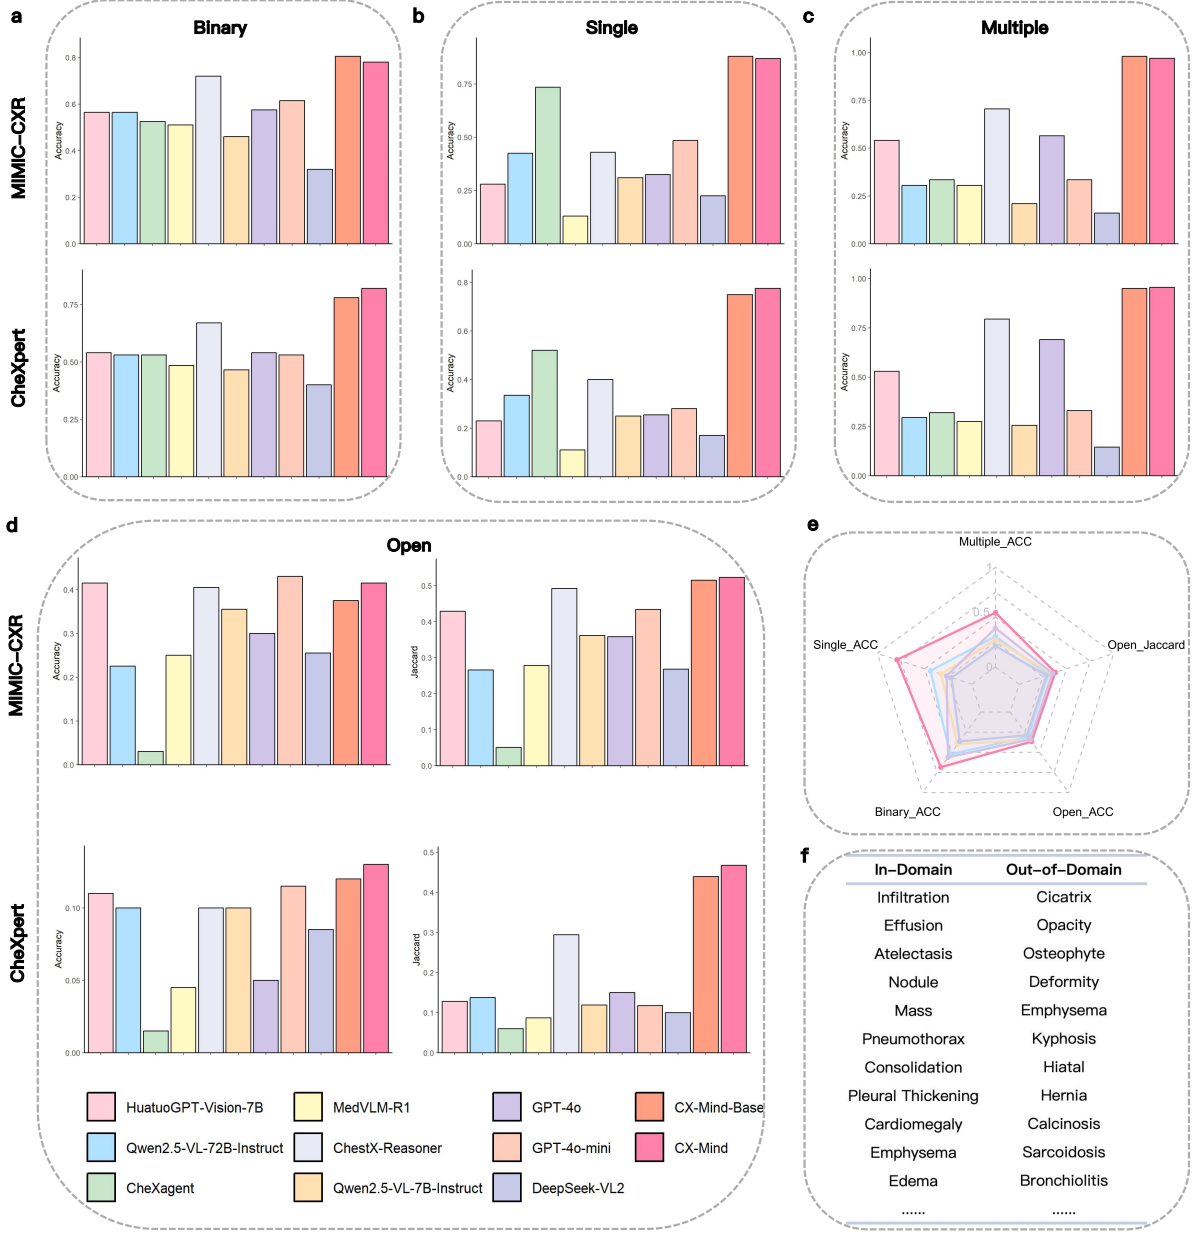 a
Binary
MIMIC–CXR
Accuracy
0.8
0.6
0.4
0.2
0.0
CheXpert
Accuracy
0.75
0.50
0.25
0.00
b
Single
Accuracy
0.75
0.50
0.25
0.00
Accuracy
0.8
0.6
0.4
0.2
0.0
c
Multiple
Accuracy
1.00
0.75
0.50
0.25
0.00
Accuracy
1.00
0.75
0.50
0.25
0.00
d
Open
MIMIC–CXR
Accuracy
0.4
0.3
0.2
0.1
0.0
Jaccard
0.5
0.4
0.3
0.2
0.1
0.0
CheXpert
Accuracy
0.10
0.05
0.00
Jaccard
0.5
0.4
0.3
0.2
0.1
0.0
HuatuoGPT-Vision-7B
MedVLM-R1
GPT-4o
CX-Mind-Base
Qwen2.5-VL-72B-Instruct
ChestX-Reasoner
GPT-4o-mini
CX-Mind
CheXagent
Qwen2.5-VL-7B-Instruct
DeepSeek-VL2
e
Multiple_ACC
1
0.5
0
Single_ACC
Open_Jaccard
Binary_ACC
Open_ACC
f
In–Domain Out–of–Domain
Infiltration Cicatrix
Effusion Opacity
Atelectasis Osteophyte
Nodule Deformity
Mass Emphysema
Pneumothorax Kyphosis
Consolidation Hiatal
Pleural Thickening Hernia
Cardiomegaly Calcinosis
Emphysema Sarcoidosis
Edema Bronchiolitis
...... ......